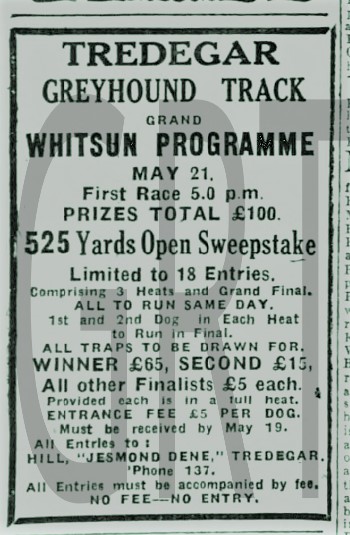 TREDEGAR
GREYHOUND TRACK
GRAND
WHITSUN PROGRAMME
MAY 21.
First Race 5.0 p.m.
PRIZES TOTAL £100.
525 Yards Open Sweepstake
Limited to 18 Entries.
Comprising 3 Heats and Grand Final.
ALL TO RUN SAME DAY.
1st and 2nd Dog in Each Heat
to Run in Final.
ALL TRAPS TO BE DRAWN FOR.
WINNER £65, SECOND £15,
All other Finalists £5 each.
Provided each is in a full heat.
ENTRANCE FEE £5 PER DOG.
Must be received by May 19.
All Entries to:
HILL, "JESMOND DENE," TREDEGAR.
'Phone 137.
All Entries must be accompanied by fee.
NO FEE—NO ENTRY.
GRT